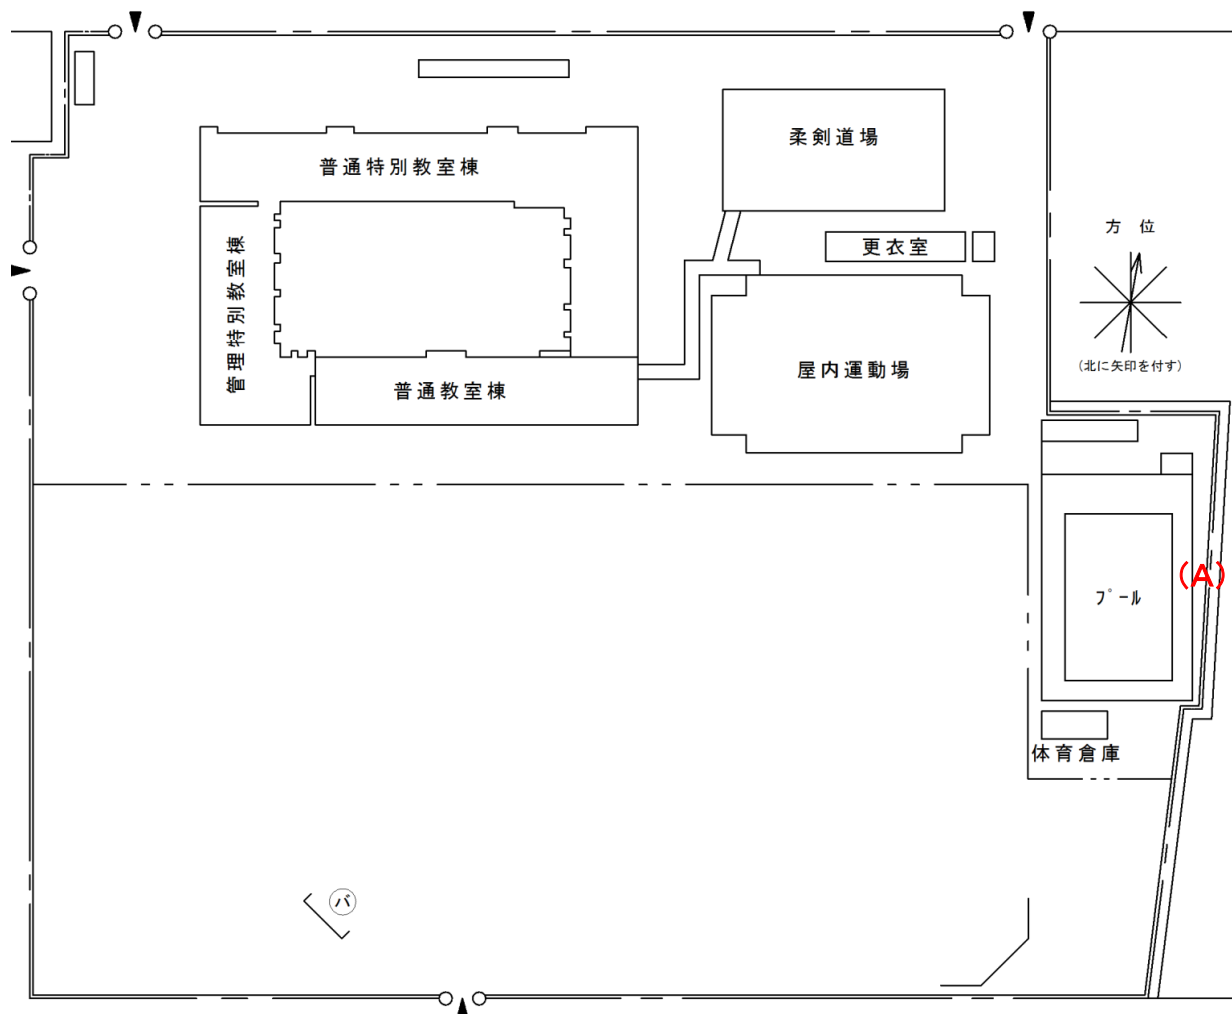 柔剣道場
普通特別教室棟
方位
更衣室
管理特別教室棟
屋内運動場
(北に矢印を付す)
普通教室棟
(A)
ﾌﾟｰﾙ
体育倉庫
バ